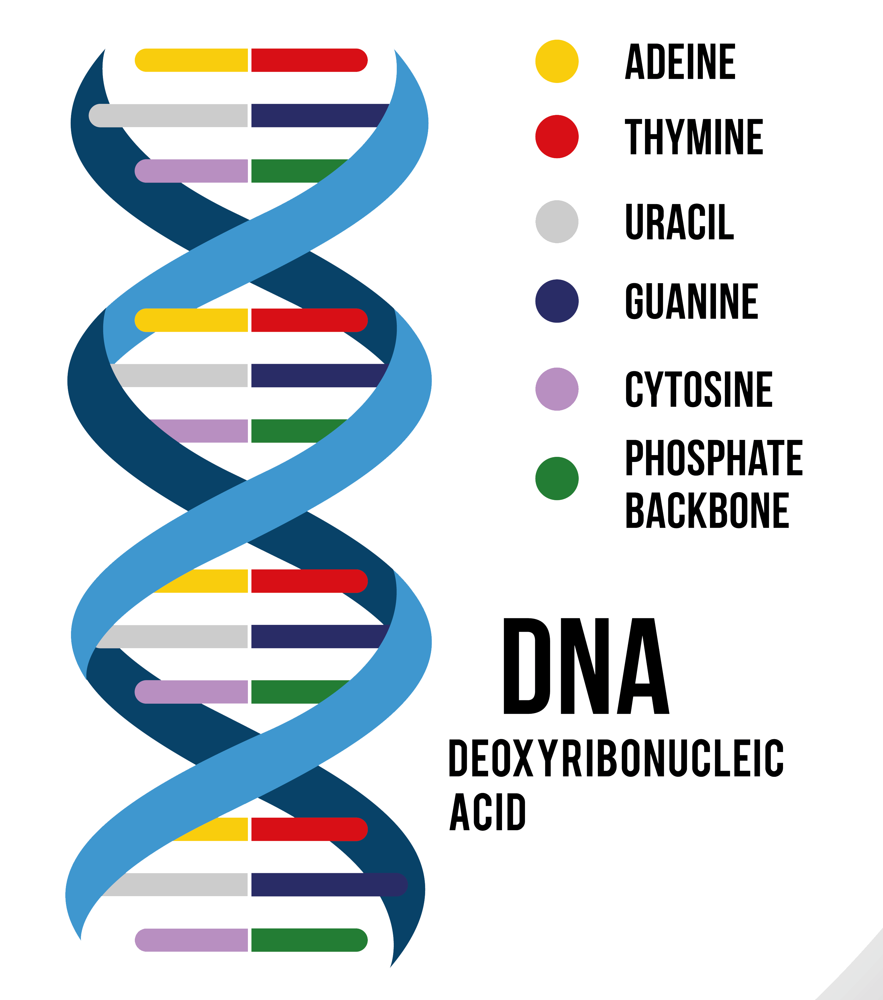 ADEINE
THYMINE
URACIL
GUANINE
CYTOSINE
PHOSPHATE
BACKBONE
DNA
DEOXYRIBONUCLEIC
ACID